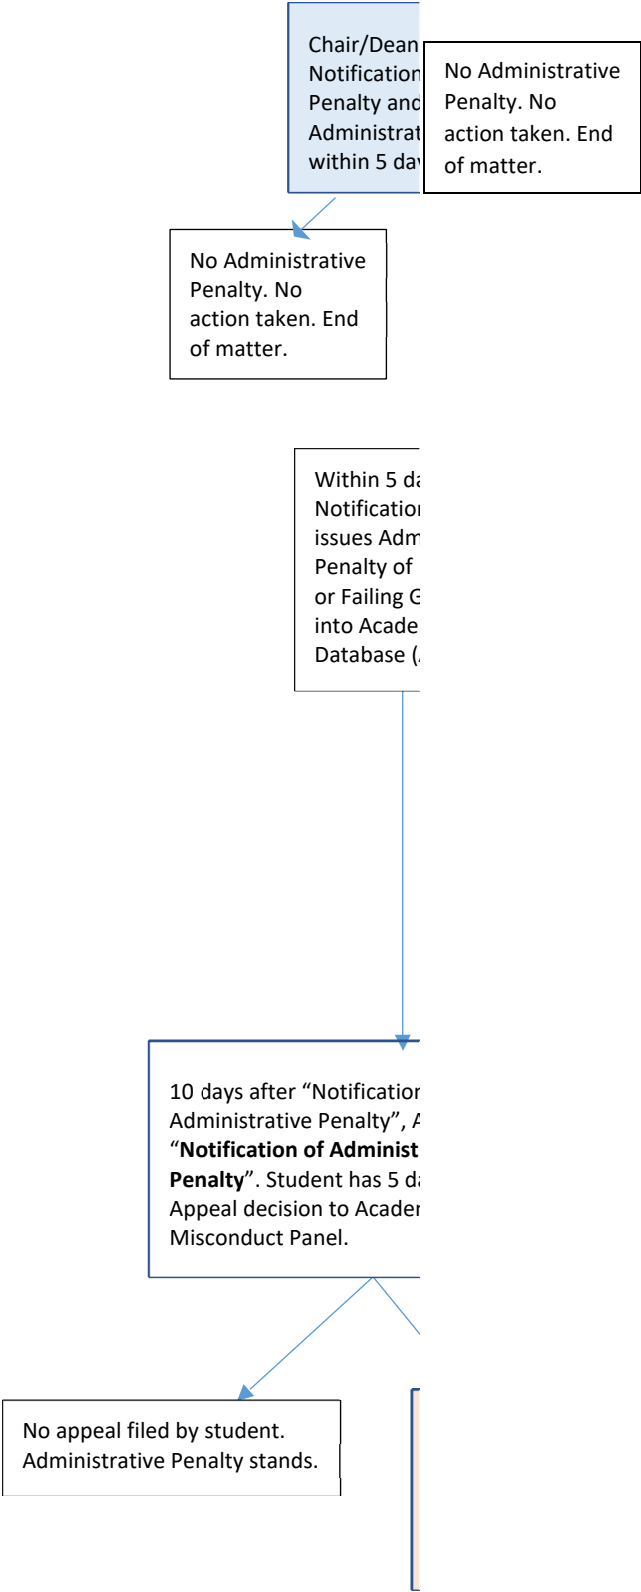 Chair/Dean
Notification
Penalty and
Administrat
within 5 day
No Administrative
Penalty. No
action taken. End
of matter.
No Administrative
Penalty. No
action taken. End
of matter.
Within 5 da
Notification
issues Adm
Penalty of
or Failing G
into Acade
Database (
10 days after “Notification
Administrative Penalty”, A
“Notification of Administ
Penalty”. Student has 5 da
Appeal decision to Academ
Misconduct Panel.
No appeal filed by student.
Administrative Penalty stands.